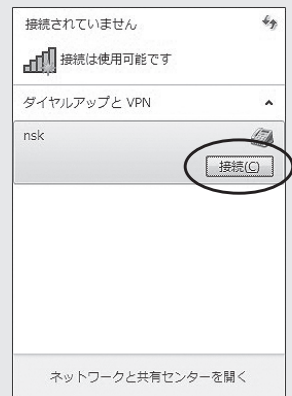 接続されていません
接続は使用可能です
ダイヤルアップと VPN
nsk
接続(C)
ネットワークと共有センターを開く